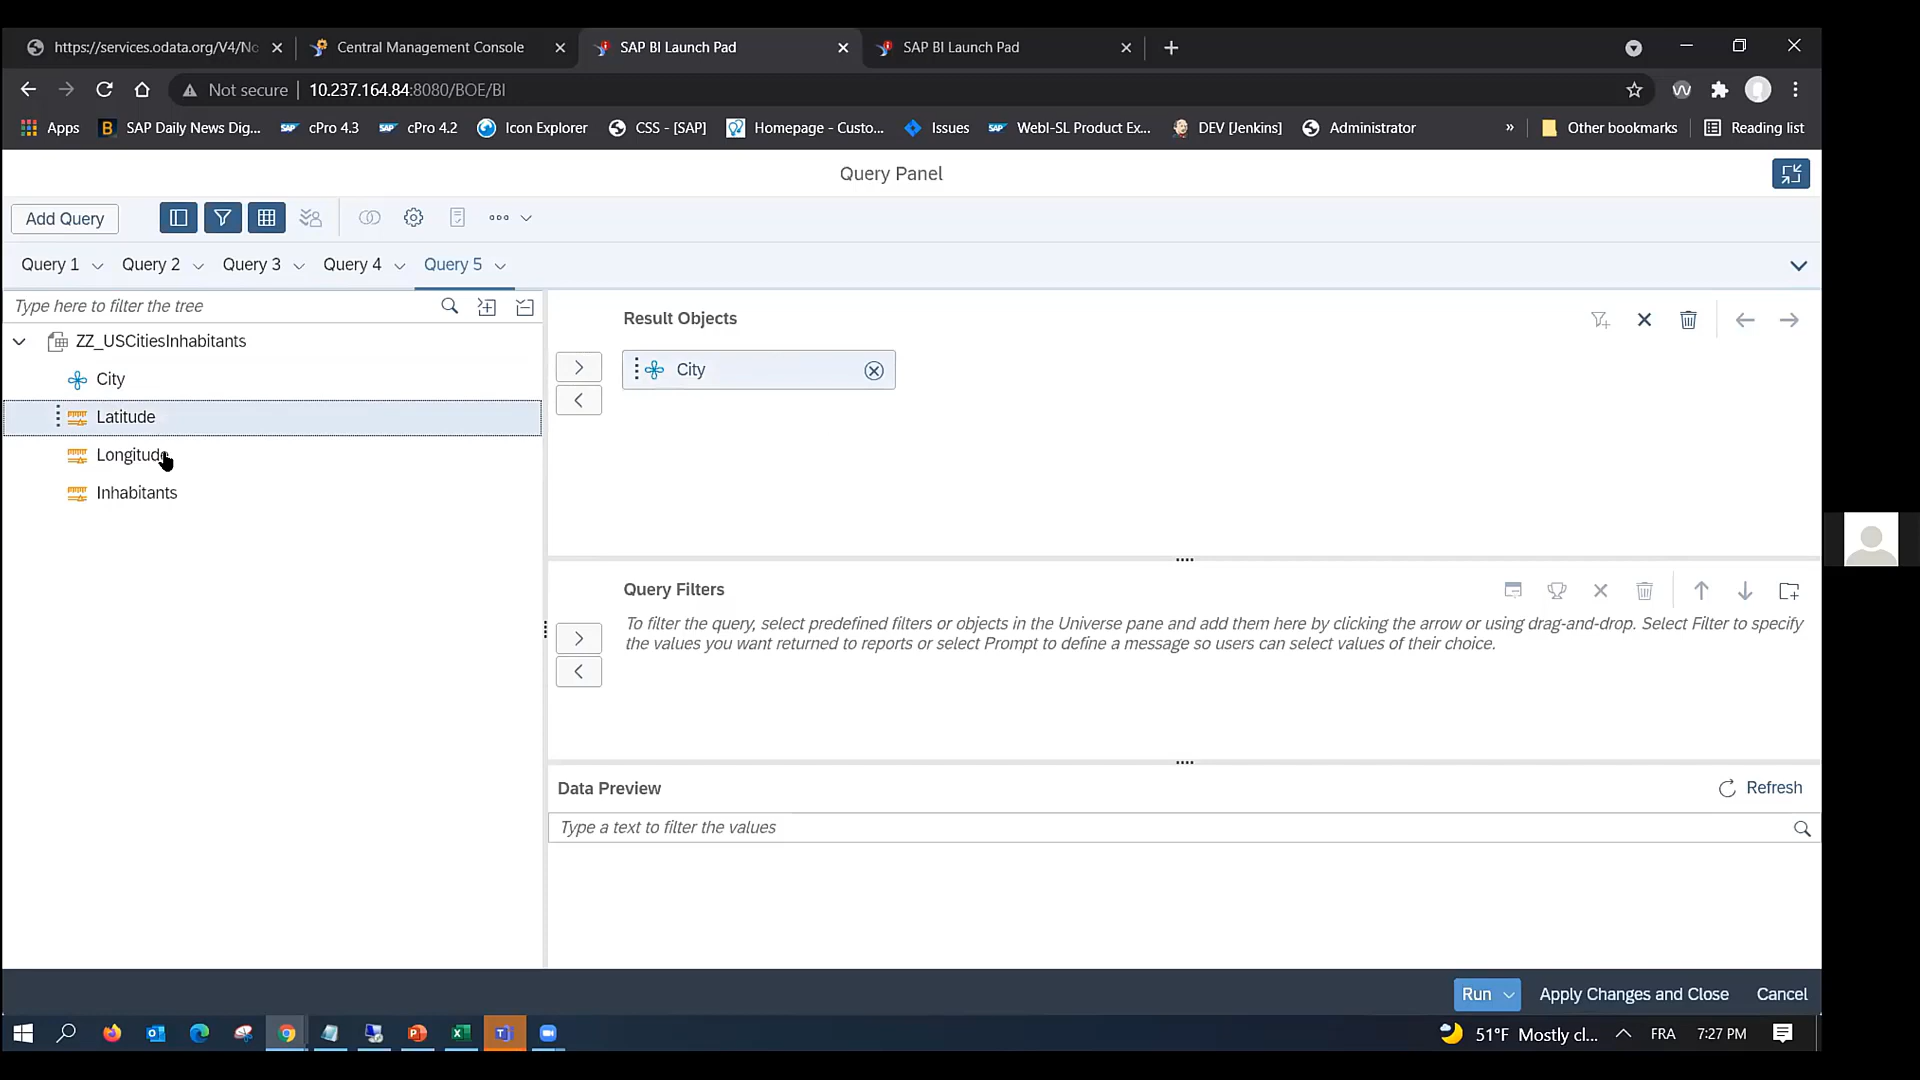 https://services.odata.org/V4/No
Central Management Console
SAP BI Launch Pad
SAP BI Launch Pad
Not secure
10.237.164.84:8080/BOE/BI
Apps
SAP Daily News Dig...
cPro 4.3
cPro 4.2
Icon Explorer
CSS - [SAP]
Homepage - Custo...
Issues
WebI-SL Product Ex...
DEV [Jenkins]
Administrator
»
Other bookmarks
Reading list
Query Panel
Add Query
Query 1
Query 2
Query 3
Query 4
Query 5
Type here to filter the tree
ZZ_USCitiesInhabitants
City
Latitude
Longitude
Inhabitants
Result Objects
City
Query Filters
To filter the query, select predefined filters or objects in the Universe pane and add them here by clicking the arrow or using drag-and-drop. Select Filter to specify
the values you want returned to reports or select Prompt to define a message so users can select values of their choice.
Data Preview
Refresh
Type a text to filter the values
Run
Apply Changes and Close
Cancel
51°F Mostly cl...
FRA
7:27 PM